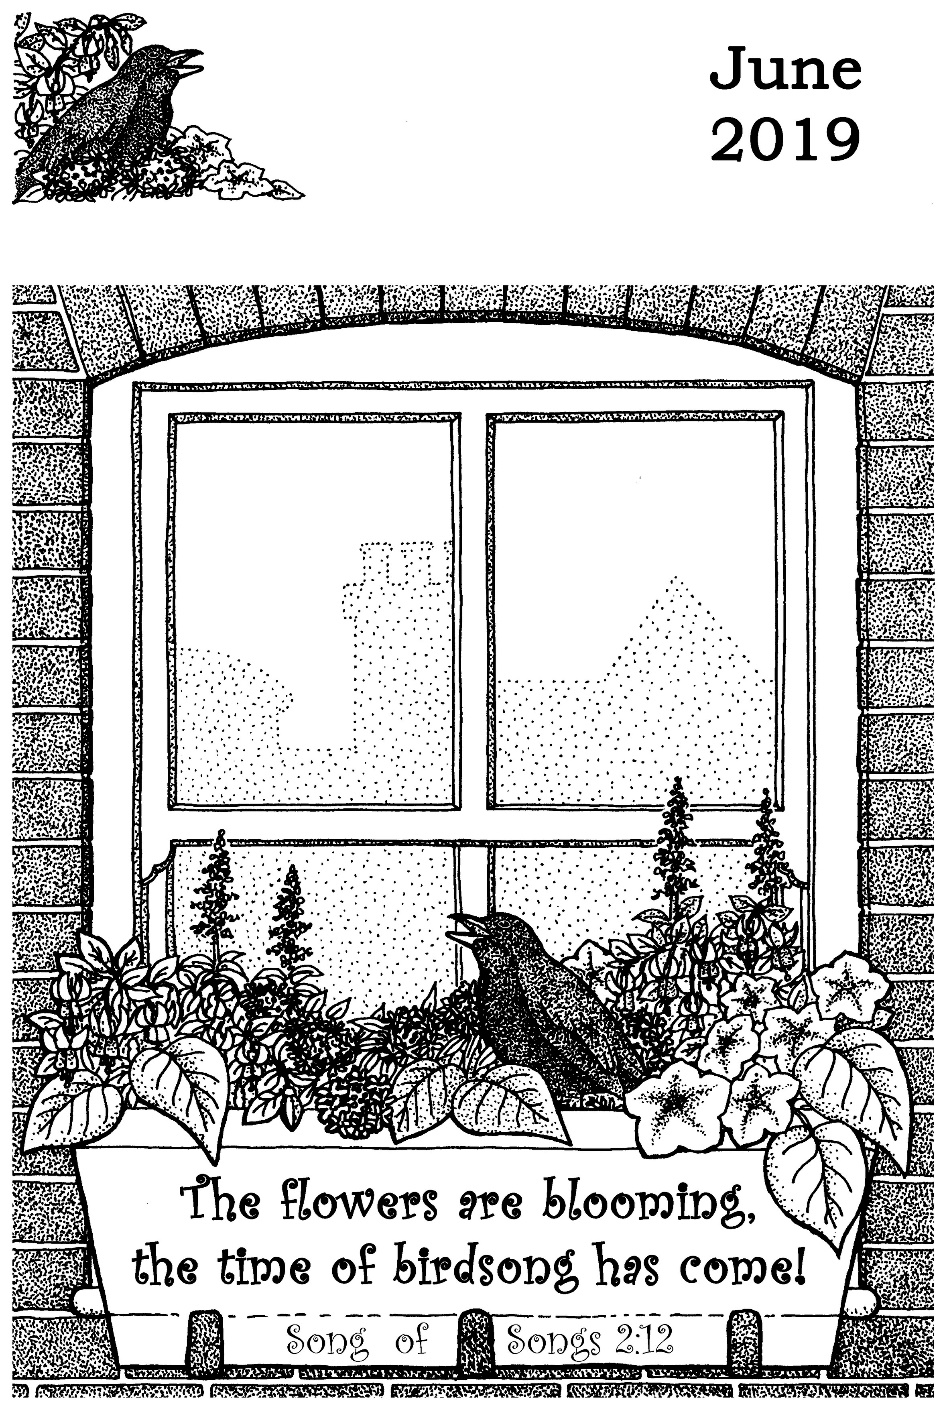 June
2019
The flowers are blooming,
the time of birdsong has come!
Song of Songs 2:12